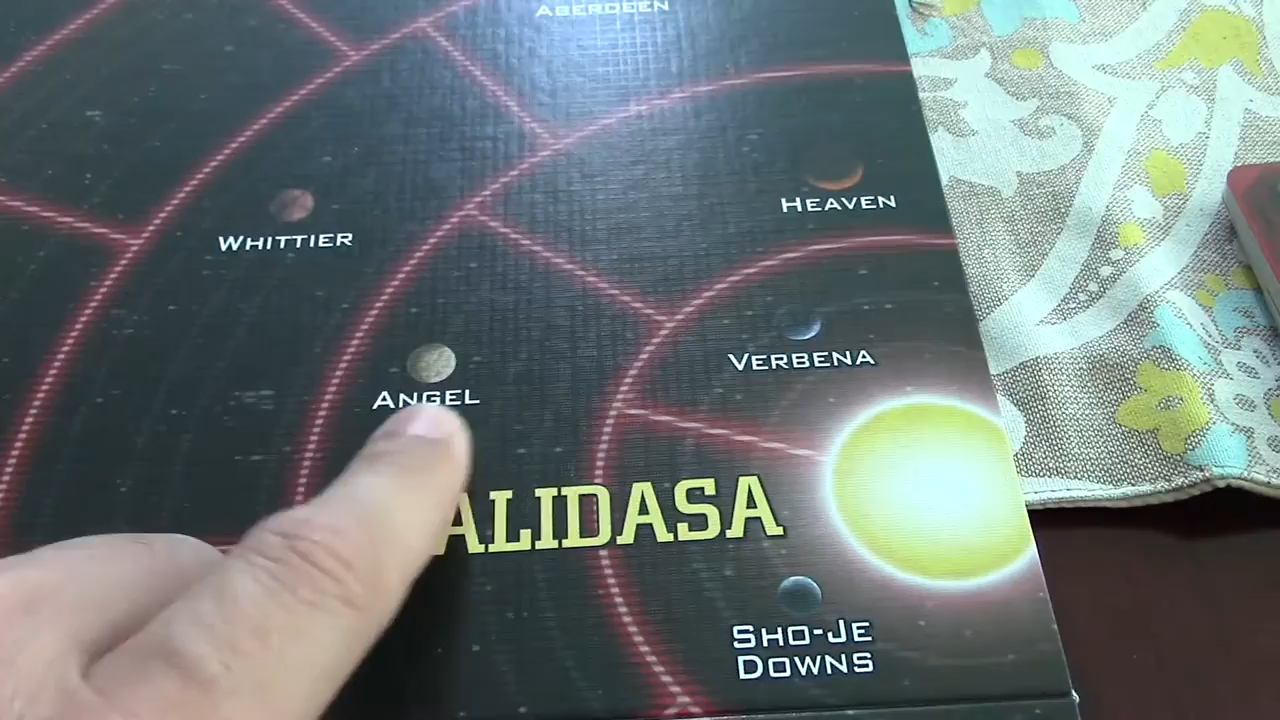 ABERDEEN
HEAVEN
WHITTIER
VERBENA
ANGEL
ALIDASA
SHO-JE
DOWNS